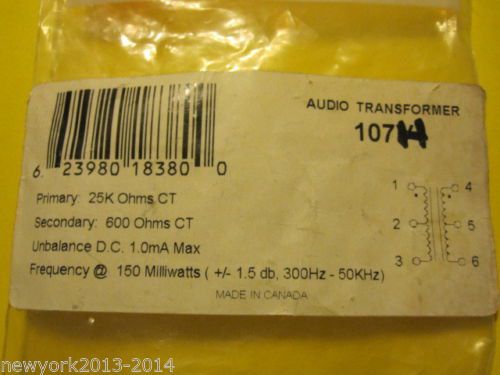 AUDIO TRANSFORMER
10714
6 23980 18380 0
Primary: 25K Ohms CT
Secondary: 600 Ohms CT
Unbalance D.C. 1.0mA Max
Frequency @ 150 Milliwatts ( +/- 1.5 db, 300Hz - 50KHz)
MADE IN CANADA
1 4
2 5
3 6
newyork2013-2014